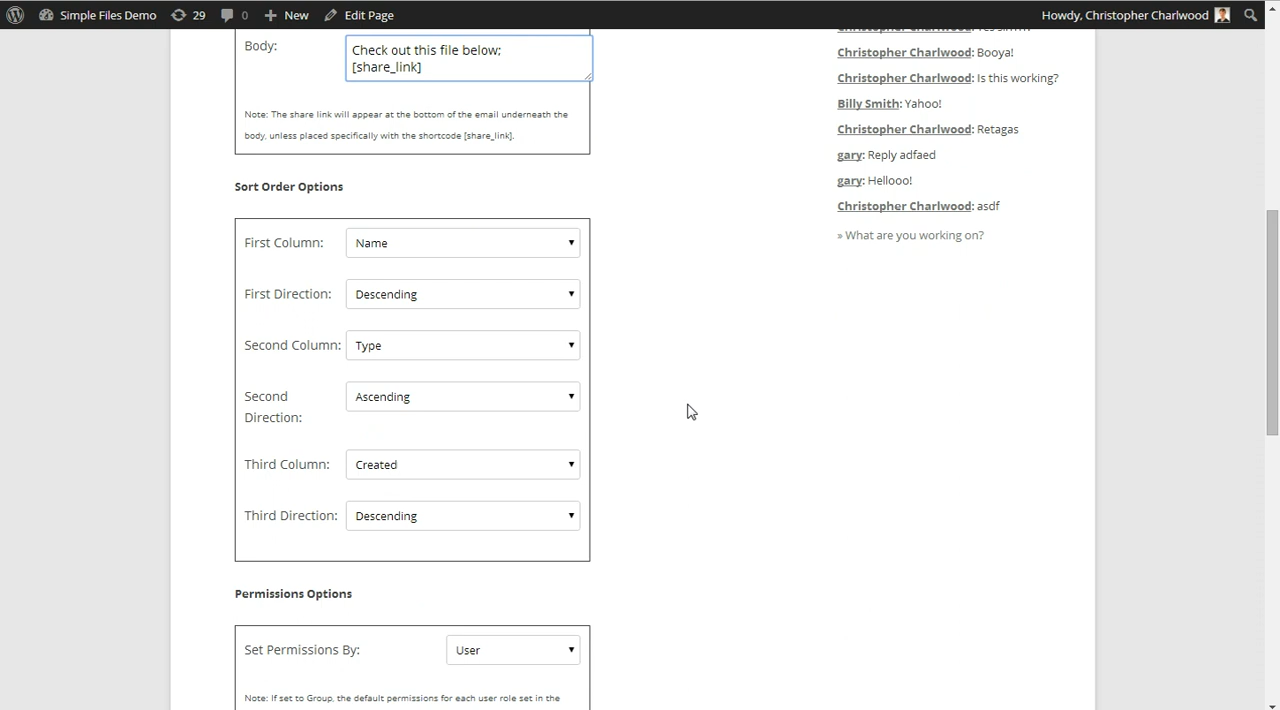 Simple Files Demo 29 0 New Edit Page Howdy, Christopher Charlwood
Body:
Check out this file below;
[share_link]
Note: The share link will appear at the bottom of the email underneath the
body, unless placed specifically with the shortcode [share_link].
Sort Order Options
First Column: Name
First Direction: Descending
Second Column: Type
Second
Direction:
Ascending
Third Column: Created
Third Direction: Descending
Permissions Options
Set Permissions By: User
Note: If set to Group, the default permissions for each user role set in the
Christopher Charlwood: Booya!
Christopher Charlwood: Is this working?
Billy Smith: Yahoo!
Christopher Charlwood: Retagas
gary: Reply adfaed
gary: Hellooo!
Christopher Charlwood: asdf
» What are you working on?